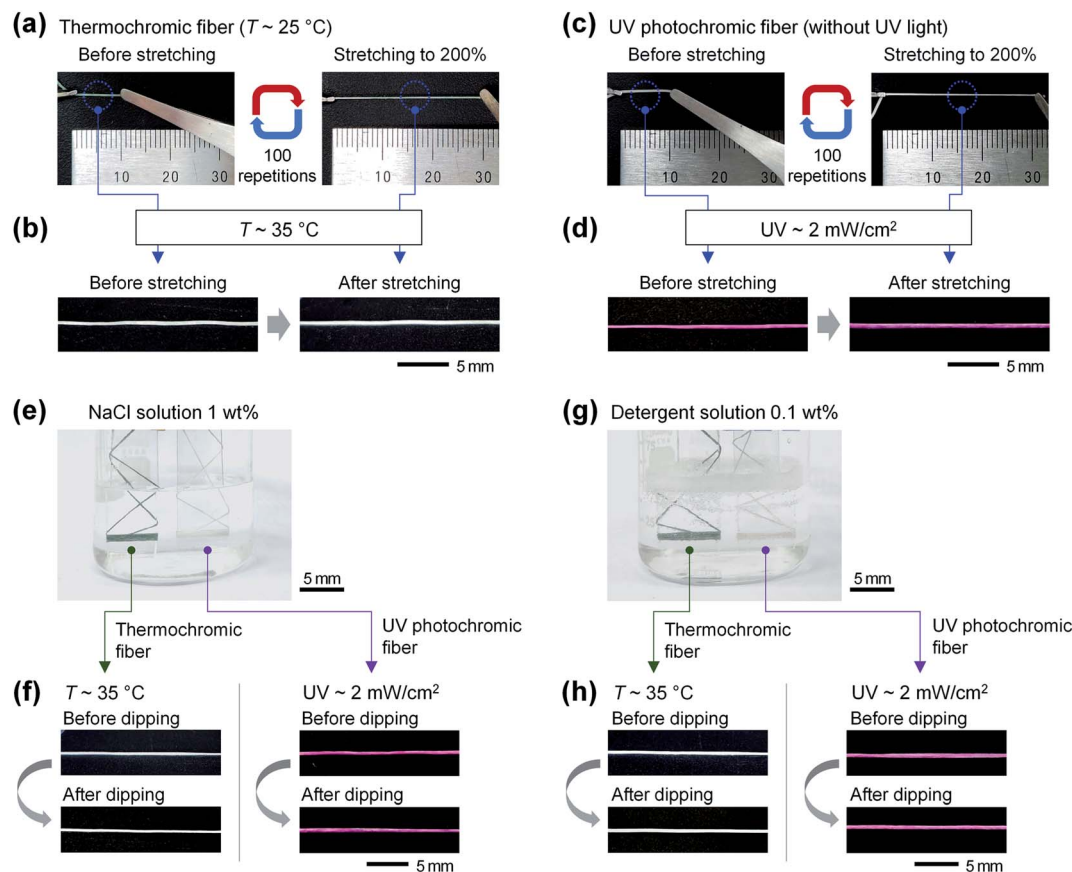 (a) Thermochromic fiber (T ~ 25 °C)
Before stretching
Stretching to 200%
100
repetitions
10 20 30
10 20 30
(b)
T ~ 35 °C
Before stretching
After stretching
5 mm
(c) UV photochromic fiber (without UV light)
Before stretching
Stretching to 200%
100
repetitions
10 20 30
10 20 30
(d)
UV ~ 2 mW/cm²
Before stretching
After stretching
5 mm
(e) NaCl solution 1 wt%
5 mm
Thermochromic
fiber
UV photochromic
fiber
(f) T ~ 35 °C
Before dipping
After dipping
UV ~ 2 mW/cm²
Before dipping
After dipping
5 mm
(g) Detergent solution 0.1 wt%
5 mm
Thermochromic
fiber
UV photochromic
fiber
(h) T ~ 35 °C
Before dipping
After dipping
UV ~ 2 mW/cm²
Before dipping
After dipping
5 mm